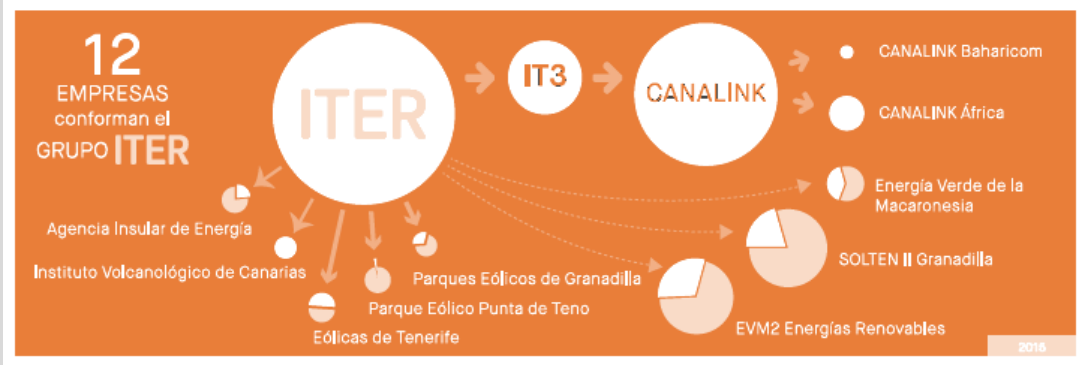 12
EMPRESAS
conforman el
GRUPO ITER
ITER
IT3
CANALINK
CANALINK Baharicom
CANALINK África
Energía Verde de la
Macaronesia
SOLTEN II Granadilla
EVM2 Energías Renovables
Agencia Insular de Energía
Instituto Volcanológico de Canarias
Parques Eólicos de Granadilla
Parque Eólico Punta de Teno
Eólicas de Tenerife